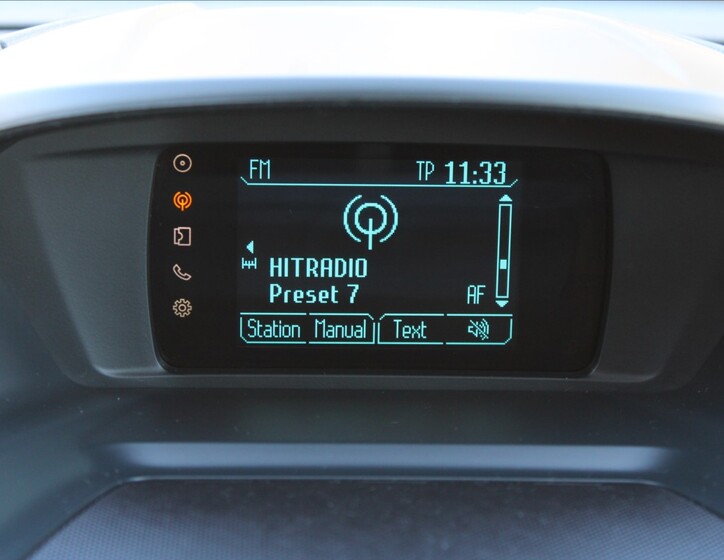 FM TP 11:33
HITRADIO
Preset 7 AF
Station Manual Text